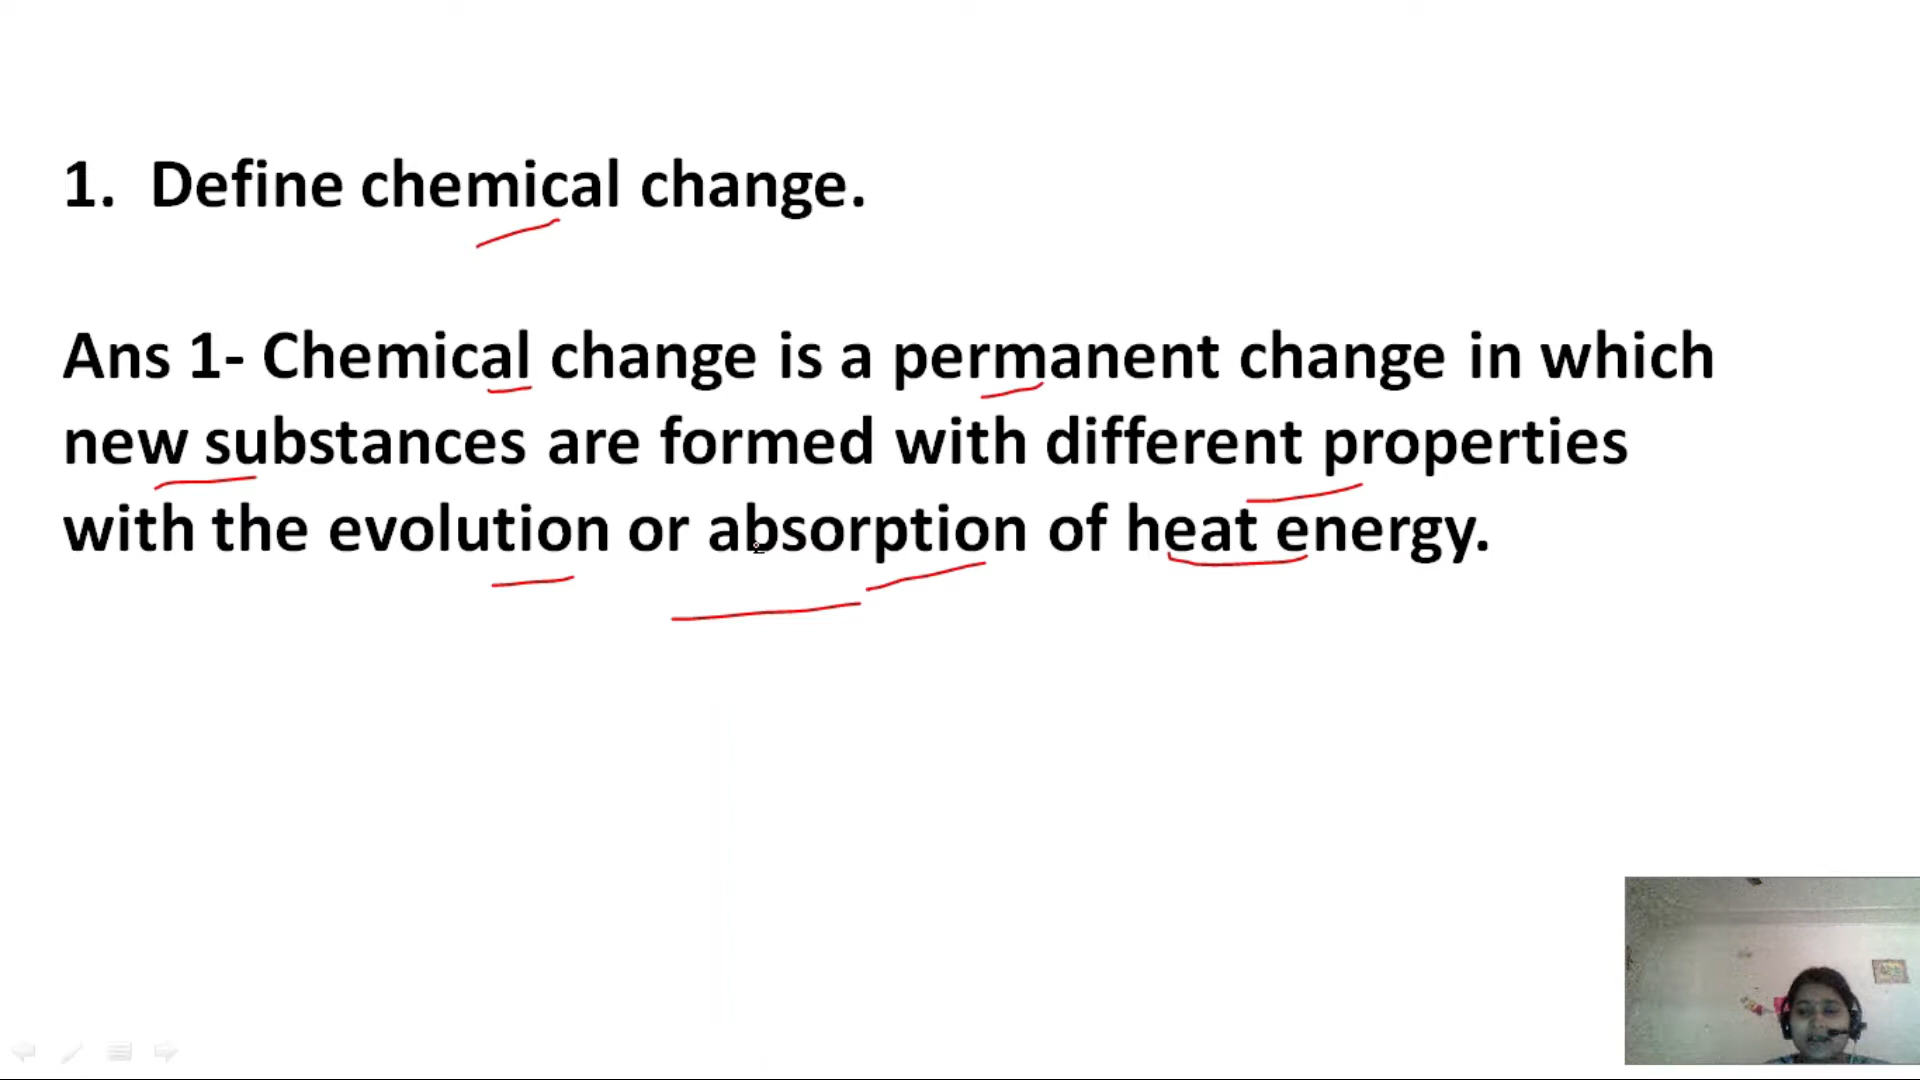 1. Define chemical change.
Ans 1- Chemical change is a permanent change in which
new substances are formed with different properties
with the evolution or absorption of heat energy.